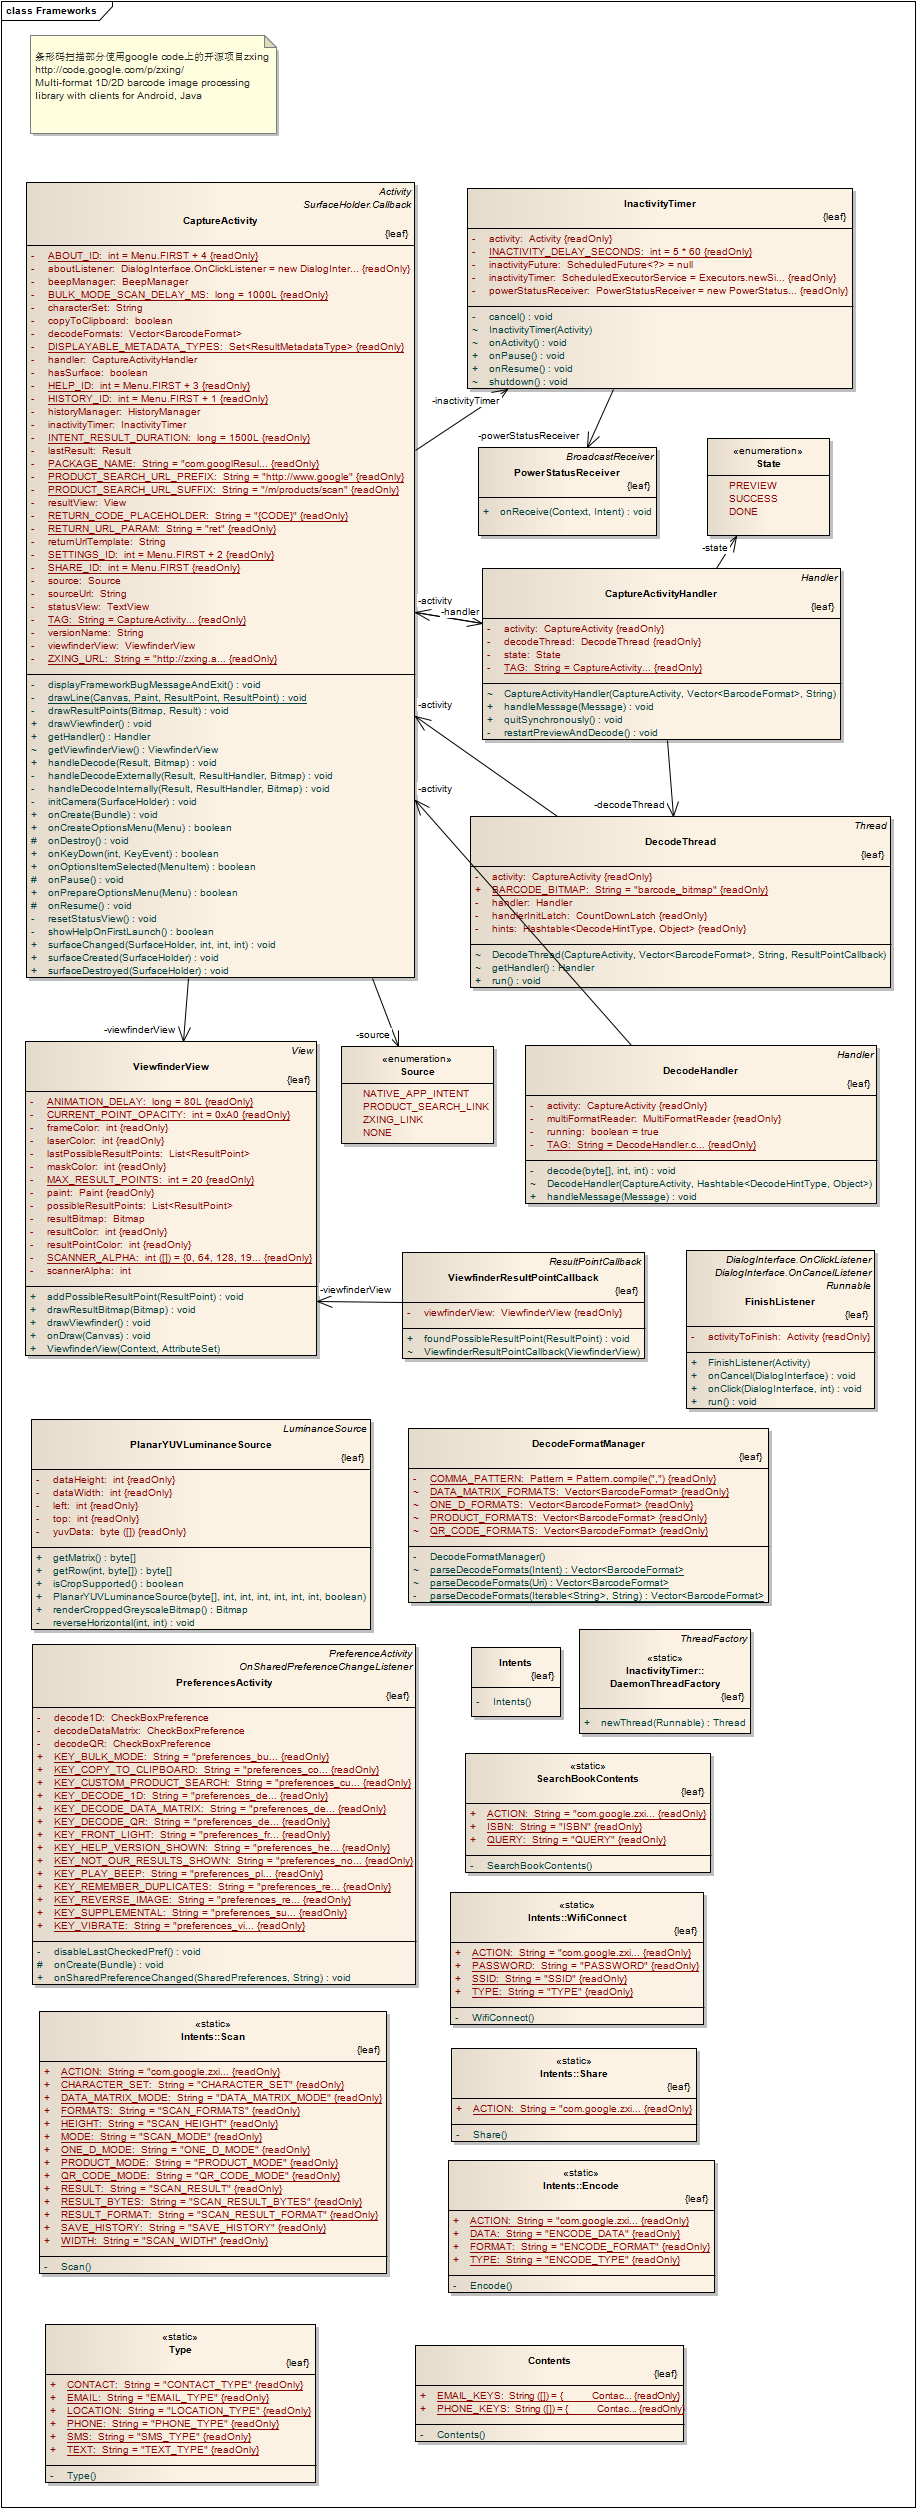 class Frameworks
条形码扫描部分使用google code上的开源项目zxing
http://code.google.com/p/zxing/
Multi-format 1D/2D barcode image processing
library with clients for Android, Java
Activity
SurfaceHolder.Callback
CaptureActivity
{leaf}
- ABOUT_ID: int = Menu.FIRST + 4 {readOnly}
- aboutListener: DialogInterface.OnClickListener = new DialogInter... {readOnly}
- beepManager: BeepManager
- BULK_MODE_SCAN_DELAY_MS: long = 1000L {readOnly}
- characterSet: String
- copyToClipboard: boolean
- decodeFormats: Vector<BarcodeFormat>
- DISPLAYABLE_METADATA_TYPES: Set<ResultMetadataType> {readOnly}
- handler: CaptureActivityHandler
- hasSurface: boolean
- HELP_ID: int = Menu.FIRST + 3 {readOnly}
- HISTORY_ID: int = Menu.FIRST + 1 {readOnly}
- historyManager: HistoryManager
- inactivityTimer: InactivityTimer
- INTENT_RESULT_DURATION: long = 1500L {readOnly}
- lastResult: Result
- PACKAGE_NAME: String = "com.googlResul... {readOnly}
- PRODUCT_SEARCH_URL_PREFIX: String = "http://www.google" {readOnly}
- PRODUCT_SEARCH_URL_SUFFIX: String = "/m/products/scan" {readOnly}
- resultView: View
- RETURN_CODE_PLACEHOLDER: String = "{CODE}" {readOnly}
- RETURN_URL_PARAM: String = "ret" {readOnly}
- returnUrlTemplate: String
- SETTINGS_ID: int = Menu.FIRST + 2 {readOnly}
- SHARE_ID: int = Menu.FIRST {readOnly}
- source: Source
- sourceUrl: String
- statusView: TextView
- TAG: String = CaptureActivity... {readOnly}
- versionName: String
- viewfinderView: ViewfinderView
- ZXING_URL: String = "http://zxing.a... {readOnly}
- displayFrameworkBugMessageAndExit() : void
- drawLine(Canvas, Paint, ResultPoint, ResultPoint) : void
- drawResultPoints(Bitmap, Result) : void
+ drawViewfinder() : void
+ getHandler() : Handler
~ getViewfinderView() : ViewfinderView
+ handleDecode(Result, Bitmap) : void
- handleDecodeExternally(Result, ResultHandler, Bitmap) : void
- handleDecodeInternally(Result, ResultHandler, Bitmap) : void
- initCamera(SurfaceHolder) : void
+ onCreate(Bundle) : void
+ onCreateOptionsMenu(Menu) : boolean
# onDestroy() : void
+ onKeyDown(int, KeyEvent) : boolean
+ onOptionsItemSelected(MenuItem) : boolean
# onPause() : void
+ onPrepareOptionsMenu(Menu) : boolean
# onResume() : void
- resetStatusView() : void
- showHelpOnFirstLaunch() : boolean
+ surfaceChanged(SurfaceHolder, int, int, int) : void
+ surfaceCreated(SurfaceHolder) : void
+ surfaceDestroyed(SurfaceHolder) : void
InactivityTimer
{leaf}
- activity: Activity {readOnly}
- INACTIVITY_DELAY_SECONDS: int = 5 * 60 {readOnly}
- inactivityFuture: ScheduledFuture<?> = null
- inactivityTimer: ScheduledExecutorService = Executors.newSi... {readOnly}
- powerStatusReceiver: PowerStatusReceiver = new PowerStatus... {readOnly}
- cancel() : void
~ InactivityTimer(Activity)
~ onActivity() : void
+ onPause() : void
+ onResume() : void
~ shutdown() : void
-inactivityTimer
-powerStatusReceiver
BroadcastReceiver
PowerStatusReceiver
{leaf}
+ onReceive(Context, Intent) : void
«enumeration»
State
PREVIEW
SUCCESS
DONE
-state
Handler
CaptureActivityHandler
{leaf}
- activity: CaptureActivity {readOnly}
- decodeThread: DecodeThread {readOnly}
- state: State
- TAG: String = CaptureActivity... {readOnly}
~ CaptureActivityHandler(CaptureActivity, Vector<BarcodeFormat>, String)
+ handleMessage(Message) : void
+ quitSynchronously() : void
- restartPreviewAndDecode() : void
-activity
-handler
-activity
-activity
-decodeThread
Thread
DecodeThread
{leaf}
- activity: CaptureActivity {readOnly}
+ BARCODE_BITMAP: String = "barcode_bitmap" {readOnly}
- handler: Handler
- handlerInitLatch: CountDownLatch {readOnly}
- hints: Hashtable<DecodeHintType, Object> {readOnly}
~ DecodeThread(CaptureActivity, Vector<BarcodeFormat>, String, ResultPointCallback)
~ getHandler() : Handler
+ run() : void
-viewfinderView
-source
View
ViewfinderView
{leaf}
- ANIMATION_DELAY: long = 80L {readOnly}
- CURRENT_POINT_OPACITY: int = 0xA0 {readOnly}
- frameColor: int {readOnly}
- laserColor: int {readOnly}
- lastPossibleResultPoints: List<ResultPoint>
- maskColor: int {readOnly}
- MAX_RESULT_POINTS: int = 20 {readOnly}
- paint: Paint {readOnly}
- possibleResultPoints: List<ResultPoint>
- resultBitmap: Bitmap
- resultColor: int {readOnly}
- resultPointColor: int {readOnly}
- SCANNER_ALPHA: int ([]) = {0, 64, 128, 19... {readOnly}
- scannerAlpha: int
+ addPossibleResultPoint(ResultPoint) : void
+ drawResultBitmap(Bitmap) : void
+ drawViewfinder() : void
+ onDraw(Canvas) : void
+ ViewfinderView(Context, AttributeSet)
«enumeration»
Source
NATIVE_APP_INTENT
PRODUCT_SEARCH_LINK
ZXING_LINK
NONE
Handler
DecodeHandler
{leaf}
- activity: CaptureActivity {readOnly}
- multiFormatReader: MultiFormatReader {readOnly}
- running: boolean = true
- TAG: String = DecodeHandler.c... {readOnly}
- decode(byte[], int, int) : void
~ DecodeHandler(CaptureActivity, Hashtable<DecodeHintType, Object>)
+ handleMessage(Message) : void
-viewfinderView
ResultPointCallback
ViewfinderResultPointCallback
{leaf}
- viewfinderView: ViewfinderView {readOnly}
+ foundPossibleResultPoint(ResultPoint) : void
~ ViewfinderResultPointCallback(ViewfinderView)
DialogInterface.OnClickListener
DialogInterface.OnCancelListener
Runnable
FinishListener
{leaf}
- activityToFinish: Activity {readOnly}
+ FinishListener(Activity)
+ onCancel(DialogInterface) : void
+ onClick(DialogInterface, int) : void
+ run() : void
LuminanceSource
PlanarYUVLuminanceSource
{leaf}
- dataHeight: int {readOnly}
- dataWidth: int {readOnly}
- left: int {readOnly}
- top: int {readOnly}
- yuvData: byte ([]) {readOnly}
+ getMatrix() : byte[]
+ getRow(int, byte[]) : byte[]
+ isCropSupported() : boolean
+ PlanarYUVLuminanceSource(byte[], int, int, int, int, int, int, boolean)
+ renderCroppedGreyscaleBitmap() : Bitmap
- reverseHorizontal(int, int) : void
DecodeFormatManager
{leaf}
- COMMA_PATTERN: Pattern = Pattern.compile(",") {readOnly}
~ DATA_MATRIX_FORMATS: Vector<BarcodeFormat> {readOnly}
~ ONE_D_FORMATS: Vector<BarcodeFormat> {readOnly}
~ PRODUCT_FORMATS: Vector<BarcodeFormat> {readOnly}
~ QR_CODE_FORMATS: Vector<BarcodeFormat> {readOnly}
- DecodeFormatManager()
~ parseDecodeFormats(Intent) : Vector<BarcodeFormat>
~ parseDecodeFormats(Uri) : Vector<BarcodeFormat>
- parseDecodeFormats(Iterable<String>, String) : Vector<BarcodeFormat>
PreferenceActivity
OnSharedPreferenceChangeListener
PreferencesActivity
{leaf}
- decode1D: CheckBoxPreference
- decodeDataMatrix: CheckBoxPreference
- decodeQR: CheckBoxPreference
+ KEY_BULK_MODE: String = "preferences_bu... {readOnly}
+ KEY_COPY_TO_CLIPBOARD: String = "preferences_co... {readOnly}
+ KEY_CUSTOM_PRODUCT_SEARCH: String = "preferences_cu... {readOnly}
+ KEY_DECODE_1D: String = "preferences_de... {readOnly}
+ KEY_DECODE_DATA_MATRIX: String = "preferences_de... {readOnly}
+ KEY_DECODE_QR: String = "preferences_de... {readOnly}
+ KEY_FRONT_LIGHT: String = "preferences_fr... {readOnly}
+ KEY_HELP_VERSION_SHOWN: String = "preferences_he... {readOnly}
+ KEY_NOT_OUR_RESULTS_SHOWN: String = "preferences_no... {readOnly}
+ KEY_PLAY_BEEP: String = "preferences_pl... {readOnly}
+ KEY_REMEMBER_DUPLICATES: String = "preferences_re... {readOnly}
+ KEY_REVERSE_IMAGE: String = "preferences_re... {readOnly}
+ KEY_SUPPLEMENTAL: String = "preferences_su... {readOnly}
+ KEY_VIBRATE: String = "preferences_vi... {readOnly}
- disableLastCheckedPref() : void
# onCreate(Bundle) : void
+ onSharedPreferenceChanged(SharedPreferences, String) : void
Intents
{leaf}
- Intents()
ThreadFactory
«static»
InactivityTimer::
DaemonThreadFactory
{leaf}
+ newThread(Runnable) : Thread
«static»
SearchBookContents
{leaf}
+ ACTION: String = "com.google.zxi... {readOnly}
+ ISBN: String = "ISBN" {readOnly}
+ QUERY: String = "QUERY" {readOnly}
- SearchBookContents()
«static»
Intents::WifiConnect
{leaf}
+ ACTION: String = "com.google.zxi... {readOnly}
+ PASSWORD: String = "PASSWORD" {readOnly}
+ SSID: String = "SSID" {readOnly}
+ TYPE: String = "TYPE" {readOnly}
- WifiConnect()
«static»
Intents::Scan
{leaf}
+ ACTION: String = "com.google.zxi... {readOnly}
+ CHARACTER_SET: String = "CHARACTER_SET" {readOnly}
+ DATA_MATRIX_MODE: String = "DATA_MATRIX_MODE" {readOnly}
+ FORMATS: String = "SCAN_FORMATS" {readOnly}
+ HEIGHT: String = "SCAN_HEIGHT" {readOnly}
+ MODE: String = "SCAN_MODE" {readOnly}
+ ONE_D_MODE: String = "ONE_D_MODE" {readOnly}
+ PRODUCT_MODE: String = "PRODUCT_MODE" {readOnly}
+ QR_CODE_MODE: String = "QR_CODE_MODE" {readOnly}
+ RESULT: String = "SCAN_RESULT" {readOnly}
+ RESULT_BYTES: String = "SCAN_RESULT_BYTES" {readOnly}
+ RESULT_FORMAT: String = "SCAN_RESULT_FORMAT" {readOnly}
+ SAVE_HISTORY: String = "SAVE_HISTORY" {readOnly}
+ WIDTH: String = "SCAN_WIDTH" {readOnly}
- Scan()
«static»
Intents::Share
{leaf}
+ ACTION: String = "com.google.zxi... {readOnly}
- Share()
«static»
Intents::Encode
{leaf}
+ ACTION: String = "com.google.zxi... {readOnly}
+ DATA: String = "ENCODE_DATA" {readOnly}
+ FORMAT: String = "ENCODE_FORMAT" {readOnly}
+ TYPE: String = "ENCODE_TYPE" {readOnly}
- Encode()
«static»
Type
{leaf}
+ CONTACT: String = "CONTACT_TYPE" {readOnly}
+ EMAIL: String = "EMAIL_TYPE" {readOnly}
+ LOCATION: String = "LOCATION_TYPE" {readOnly}
+ PHONE: String = "PHONE_TYPE" {readOnly}
+ SMS: String = "SMS_TYPE" {readOnly}
+ TEXT: String = "TEXT_TYPE" {readOnly}
- Type()
Contents
{leaf}
+ EMAIL_KEYS: String ([]) = { Contac... {readOnly}
+ PHONE_KEYS: String ([]) = { Contac... {readOnly}
- Contents()